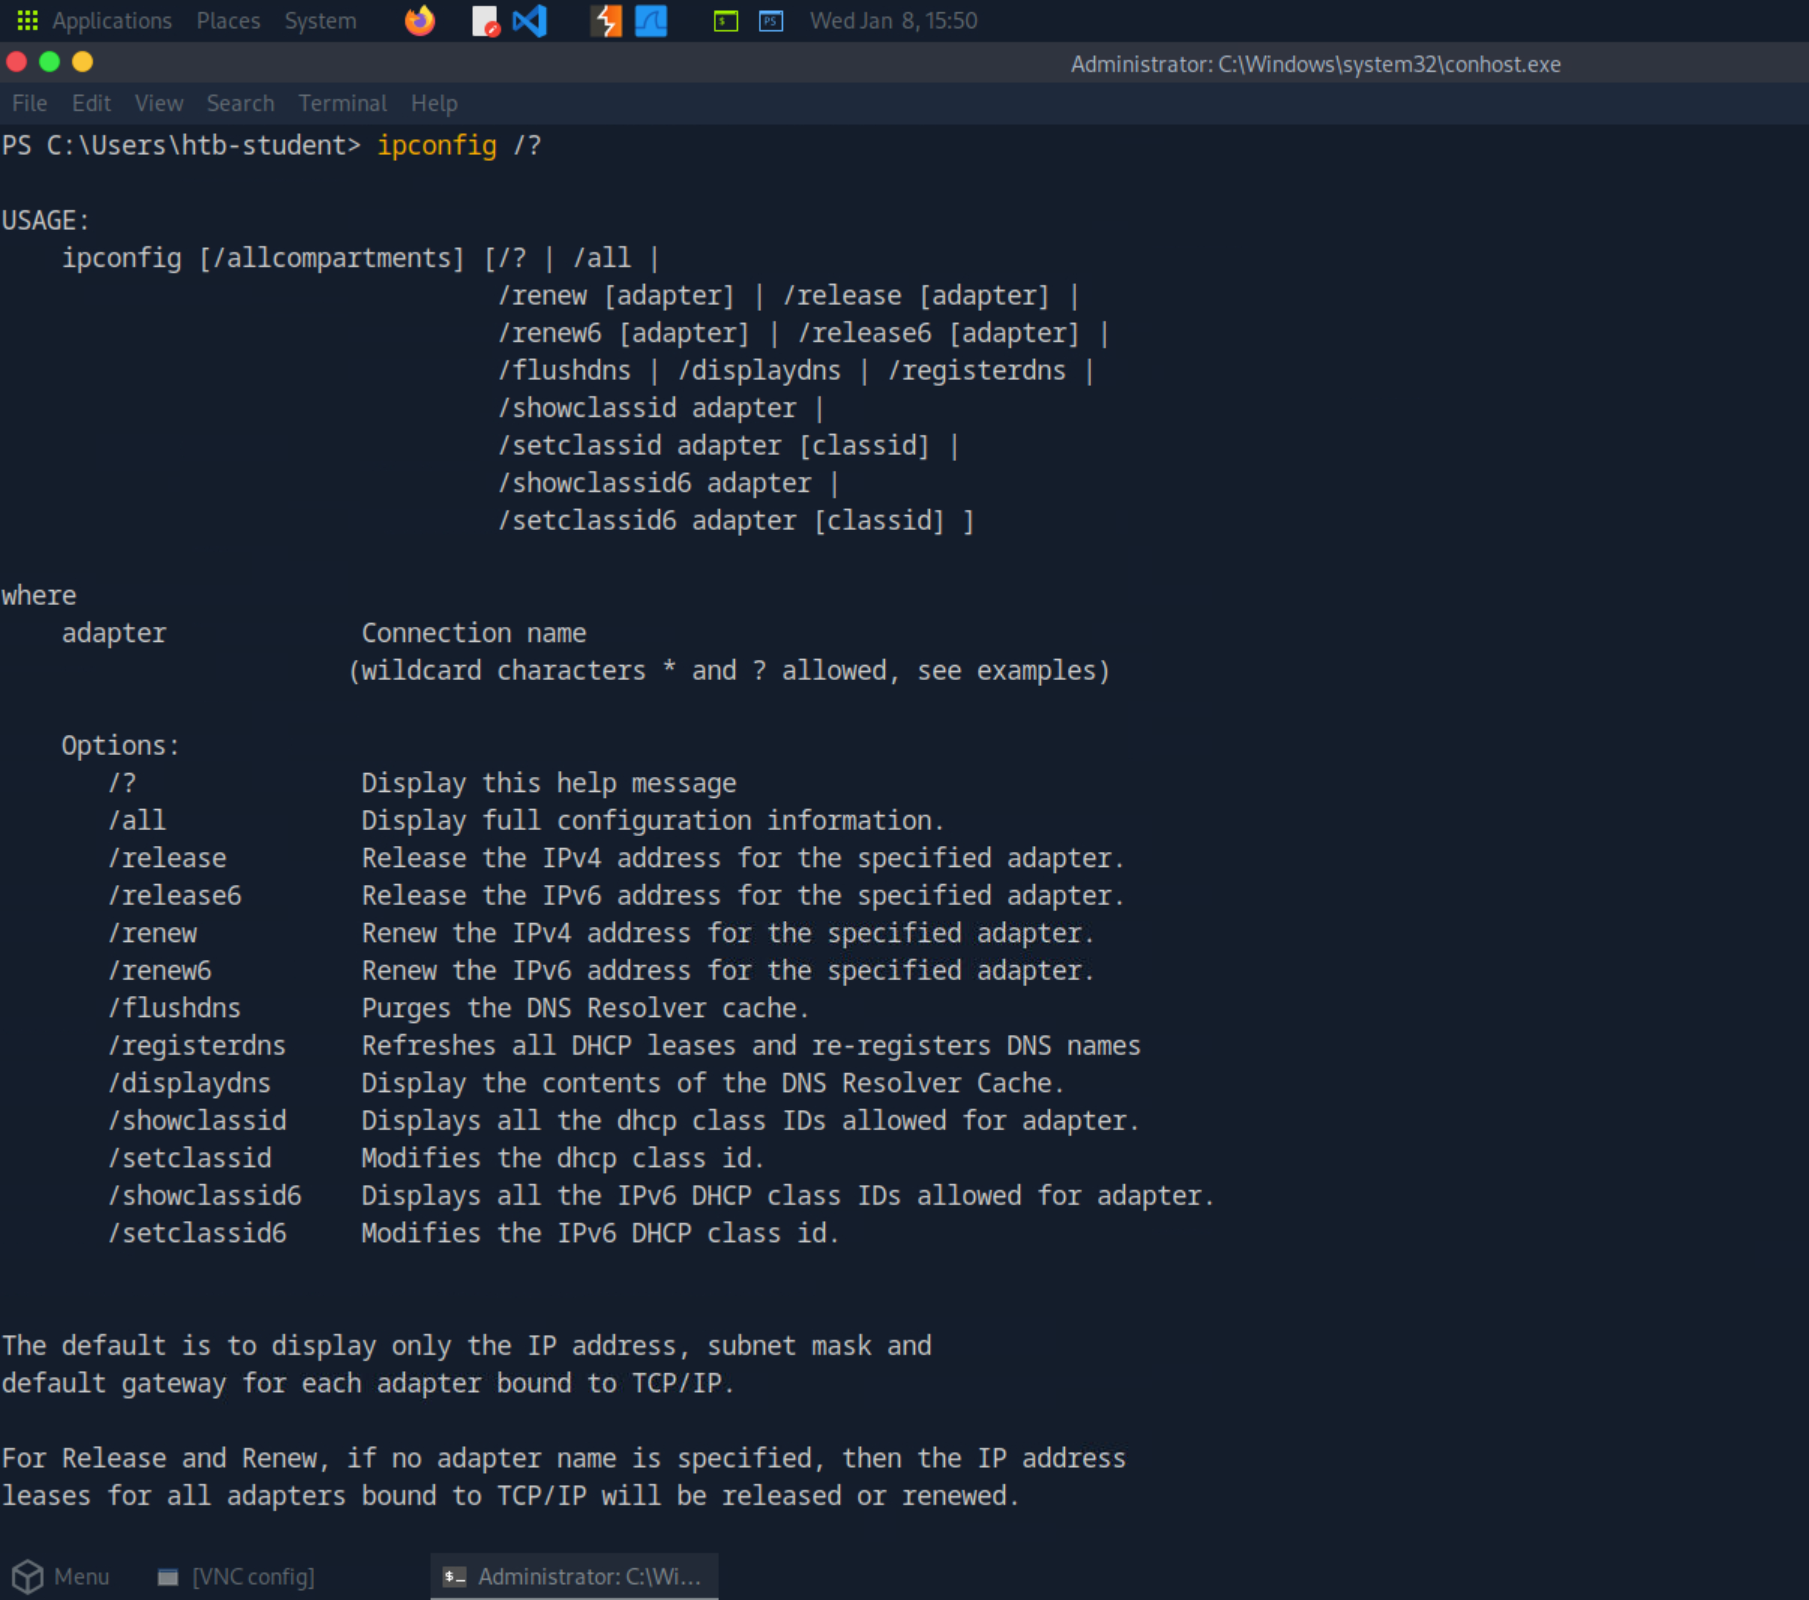 Applications Places System Wed Jan 8, 15:50
Administrator: C:\Windows\system32\conhost.exe
File Edit View Search Terminal Help
PS C:\Users\htb-student> ipconfig /?
USAGE:
ipconfig [/allcompartments] [/? | /all |
/renew [adapter] | /release [adapter] |
/renew6 [adapter] | /release6 [adapter] |
/flushdns | /displaydns | /registerdns |
/showclassid adapter |
/setclassid adapter [classid] |
/showclassid6 adapter |
/setclassid6 adapter [classid] ]
where
adapter Connection name
(wildcard characters * and ? allowed, see examples)
Options:
/? Display this help message
/all Display full configuration information.
/release Release the IPv4 address for the specified adapter.
/release6 Release the IPv6 address for the specified adapter.
/renew Renew the IPv4 address for the specified adapter.
/renew6 Renew the IPv6 address for the specified adapter.
/flushdns Purges the DNS Resolver cache.
/registerdns Refreshes all DHCP leases and re-registers DNS names
/displaydns Display the contents of the DNS Resolver Cache.
/showclassid Displays all the dhcp class IDs allowed for adapter.
/setclassid Modifies the dhcp class id.
/showclassid6 Displays all the IPv6 DHCP class IDs allowed for adapter.
/setclassid6 Modifies the IPv6 DHCP class id.
The default is to display only the IP address, subnet mask and
default gateway for each adapter bound to TCP/IP.
For Release and Renew, if no adapter name is specified, then the IP address
leases for all adapters bound to TCP/IP will be released or renewed.
Menu [VNC config] Administrator: C:\Wi...